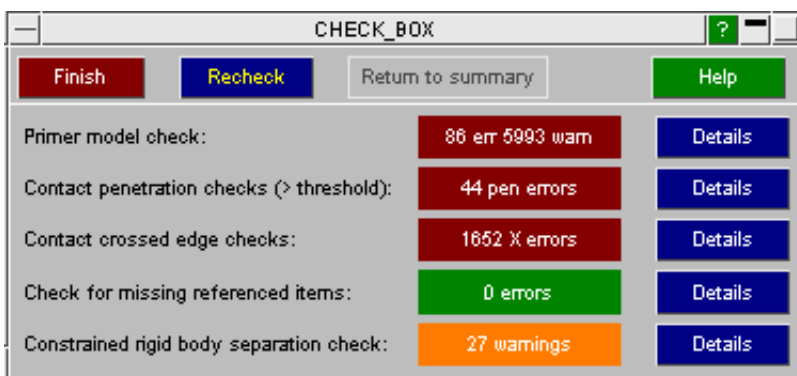 CHECK_BOX ?
Finish Recheck Return to summary Help
Primer model check: 86 err 5993 warn Details
Contact penetration checks (> threshold): 44 pen errors Details
Contact crossed edge checks: 1652 X errors Details
Check for missing referenced items: 0 errors Details
Constrained rigid body separation check: 27 warnings Details